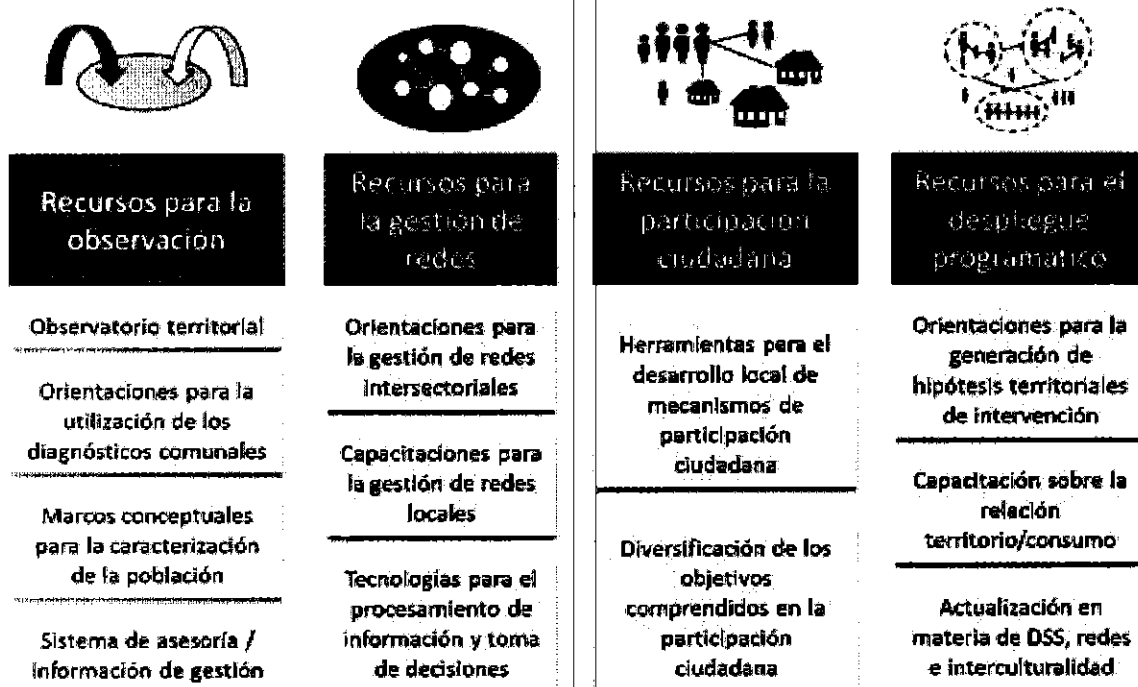 Recursos para la
observación
Observatorio territorial
Orientaciones para la
utilización de los
diagnósticos comunales
Marcos conceptuales
para la caracterización
de la población
Sistema de asesoría /
información de gestión
Recursos para
la gestión de
redes
Orientaciones para
la gestión de redes
intersectoriales
Capacitaciones para
la gestión de redes
locales
Tecnologías para el
procesamiento de
información y toma
de decisiones
Recursos para la
participación
ciudadana
Herramientas para el
desarrollo local de
mecanismos de
participación
ciudadana
Diversificación de los
objetivos
comprendidos en la
participación
ciudadana
Recursos para el
despliegue
programático
Orientaciones para la
generación de
hipótesis territoriales
de intervención
Capacitación sobre la
relación
territorio/consumo
Actualización en
materia de DSS, redes
e interculturalidad